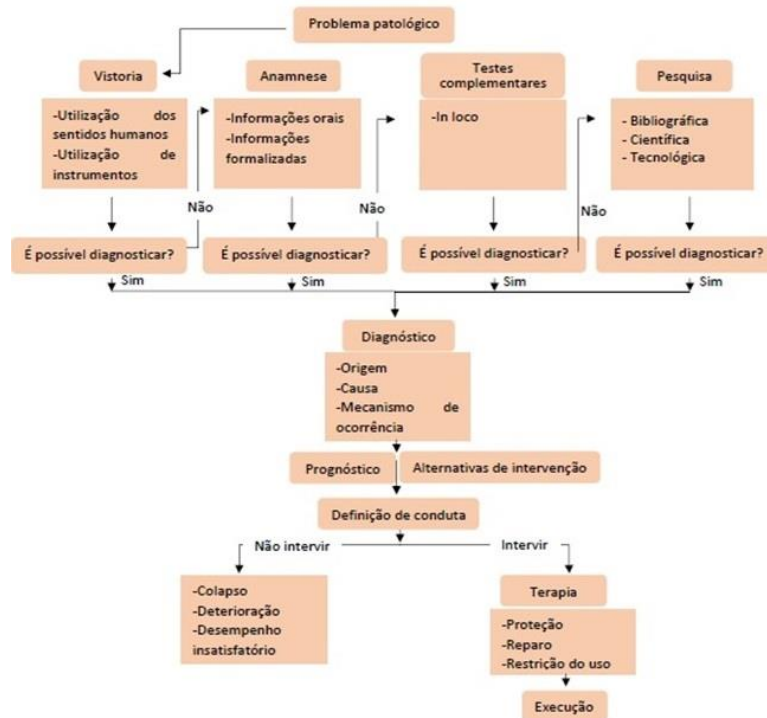 Problema patológico
Vistoria
-Utilização dos
sentidos humanos
-Utilização de
instrumentos
Anamnese
-Informações orais
-Informações
formalizadas
Testes
complementares
-In loco
Pesquisa
- Bibliográfica
- Científica
- Tecnológica
Não
Não
Não
É possível diagnosticar?
É possível diagnosticar?
É possível diagnosticar?
É possível diagnosticar?
Sim
Sim
Sim
Sim
Diagnóstico
-Origem
-Causa
-Mecanismo de
ocorrência
Prognóstico
Alternativas de intervenção
Definição de conduta
Não intervir
Intervir
-Colapso
-Deterioração
-Desempenho
insatisfatório
Terapia
-Proteção
-Reparo
-Restrição do uso
Execução